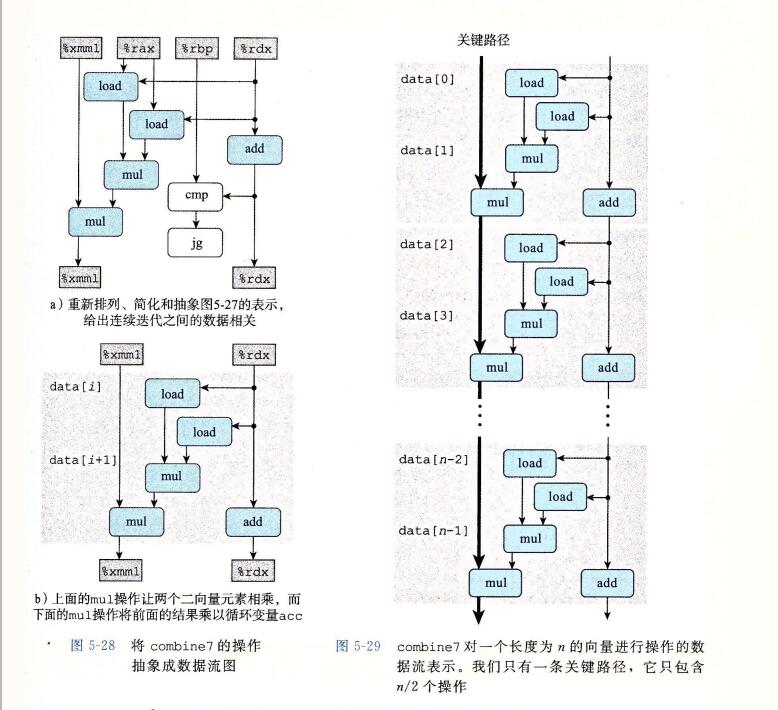 %xmm1 %rax %rbp %rdx
load
load
add
mul
cmp
mul
jg
%xmm1 %rdx
a）重新排列、简化和抽象图5-27的表示，
给出连续迭代之间的数据相关
%xmm1 %rdx
data[i]
load
load
data[i+1]
mul
mul add
%xmm1 %rdx
b）上面的mul操作让两个二向量元素相乘，而
下面的mul操作将前面的结果乘以循环变量acc
图 5-28 将 combine7 的操作
抽象成数据流图
关键路径
data[0]
load
load
data[1]
mul
mul add
data[2]
load
load
data[3]
mul
mul add
data[n-2]
load
load
data[n-1]
mul
mul add
图 5-29 combine7 对一个长度为 n 的向量进行操作的数
据流表示。我们只有一条关键路径，它只包含
n/2 个操作